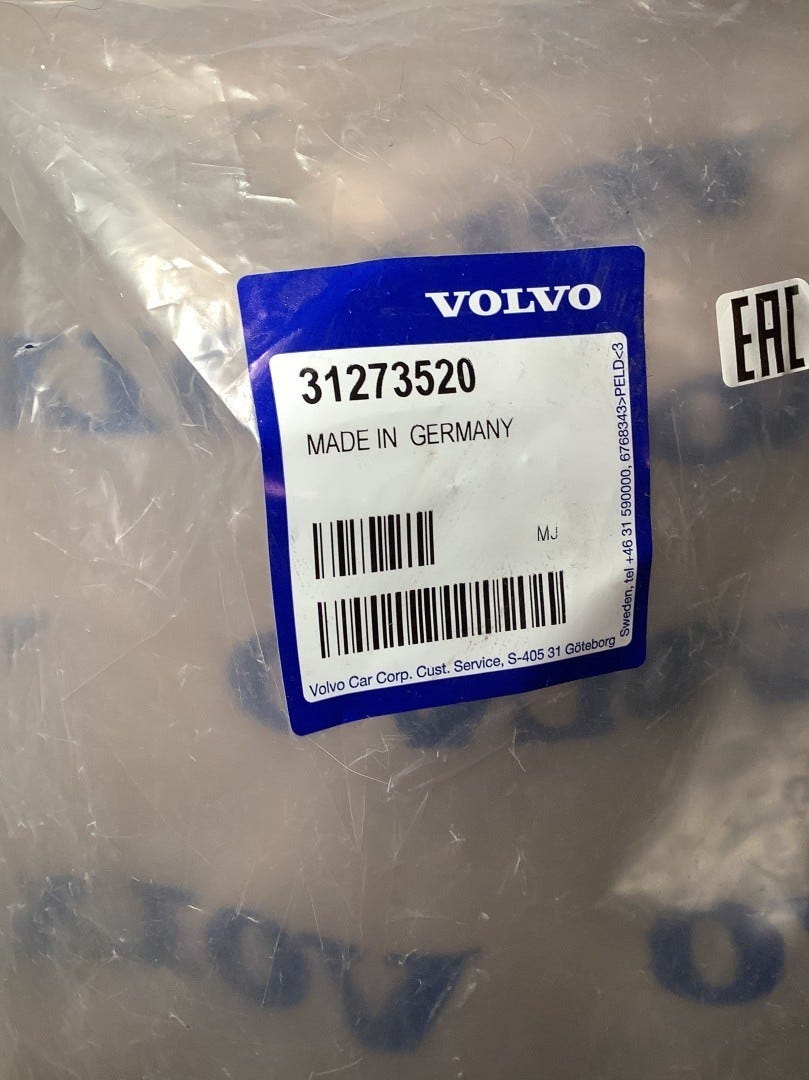 VOLVO
31273520
MADE IN GERMANY
MJ
Volvo Car Corp. Cust. Service, S-405 31 Göteborg
Sweden, tel +46 31 590000, 6768343>PELD<3
EAC
VOLVO